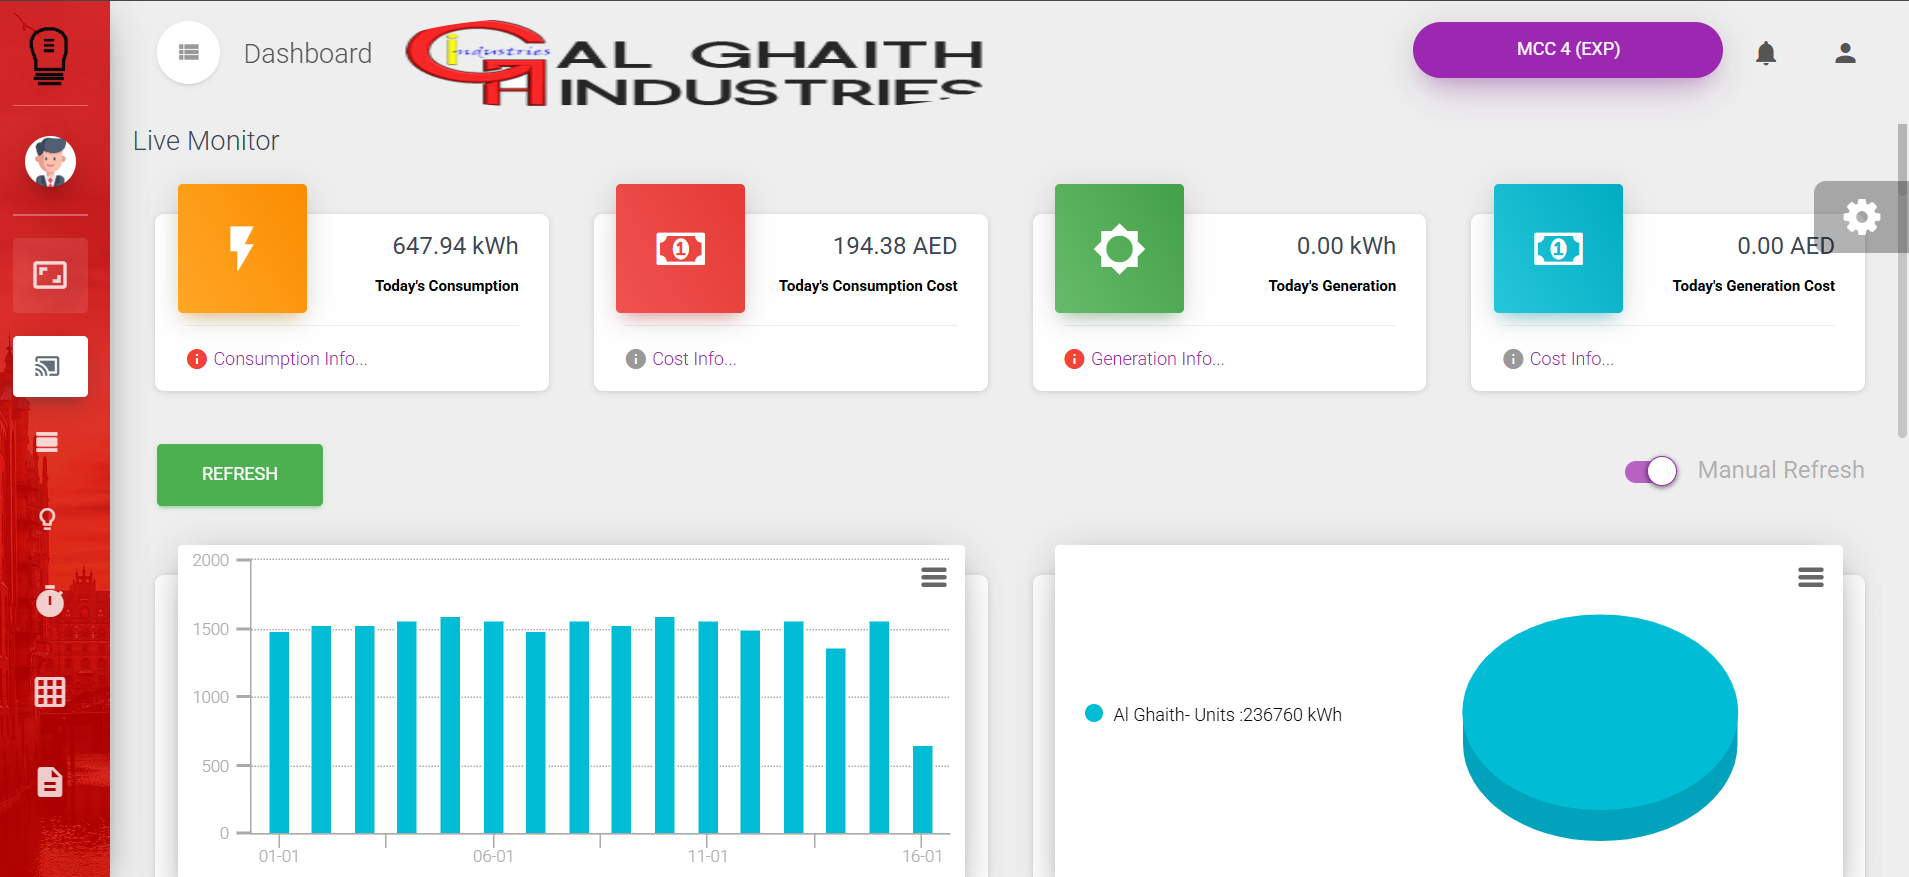 Dashboard
industries
AL GHAITH
INDUSTRIES
MCC 4 (EXP)
Live Monitor
647.94 kWh
Today's Consumption
Consumption Info...
194.38 AED
Today's Consumption Cost
Cost Info...
0.00 kWh
Today's Generation
Generation Info...
0.00 AED
Today's Generation Cost
Cost Info...
REFRESH
Manual Refresh
2000
1500
1000
500
0
01-01
06-01
11-01
16-01
Al Ghaith- Units :236760 kWh